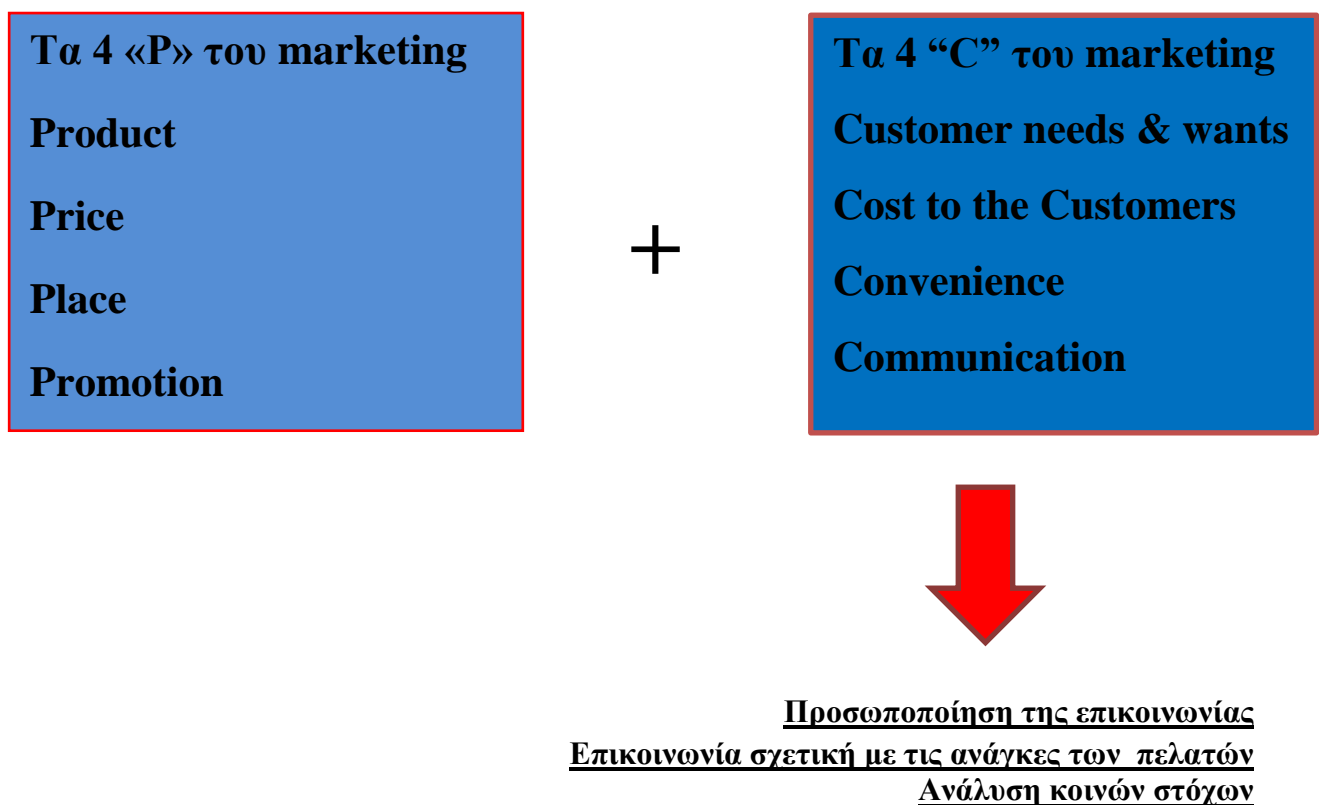 Τα 4 «P» του marketing
Product
Price
Place
Promotion
+
Τα 4 “C” του marketing
Customer needs & wants
Cost to the Customers
Convenience
Communication
Προσωποποίηση της επικοινωνίας
Επικοινωνία σχετική με τις ανάγκες των πελατών
Ανάλυση κοινών στόχων